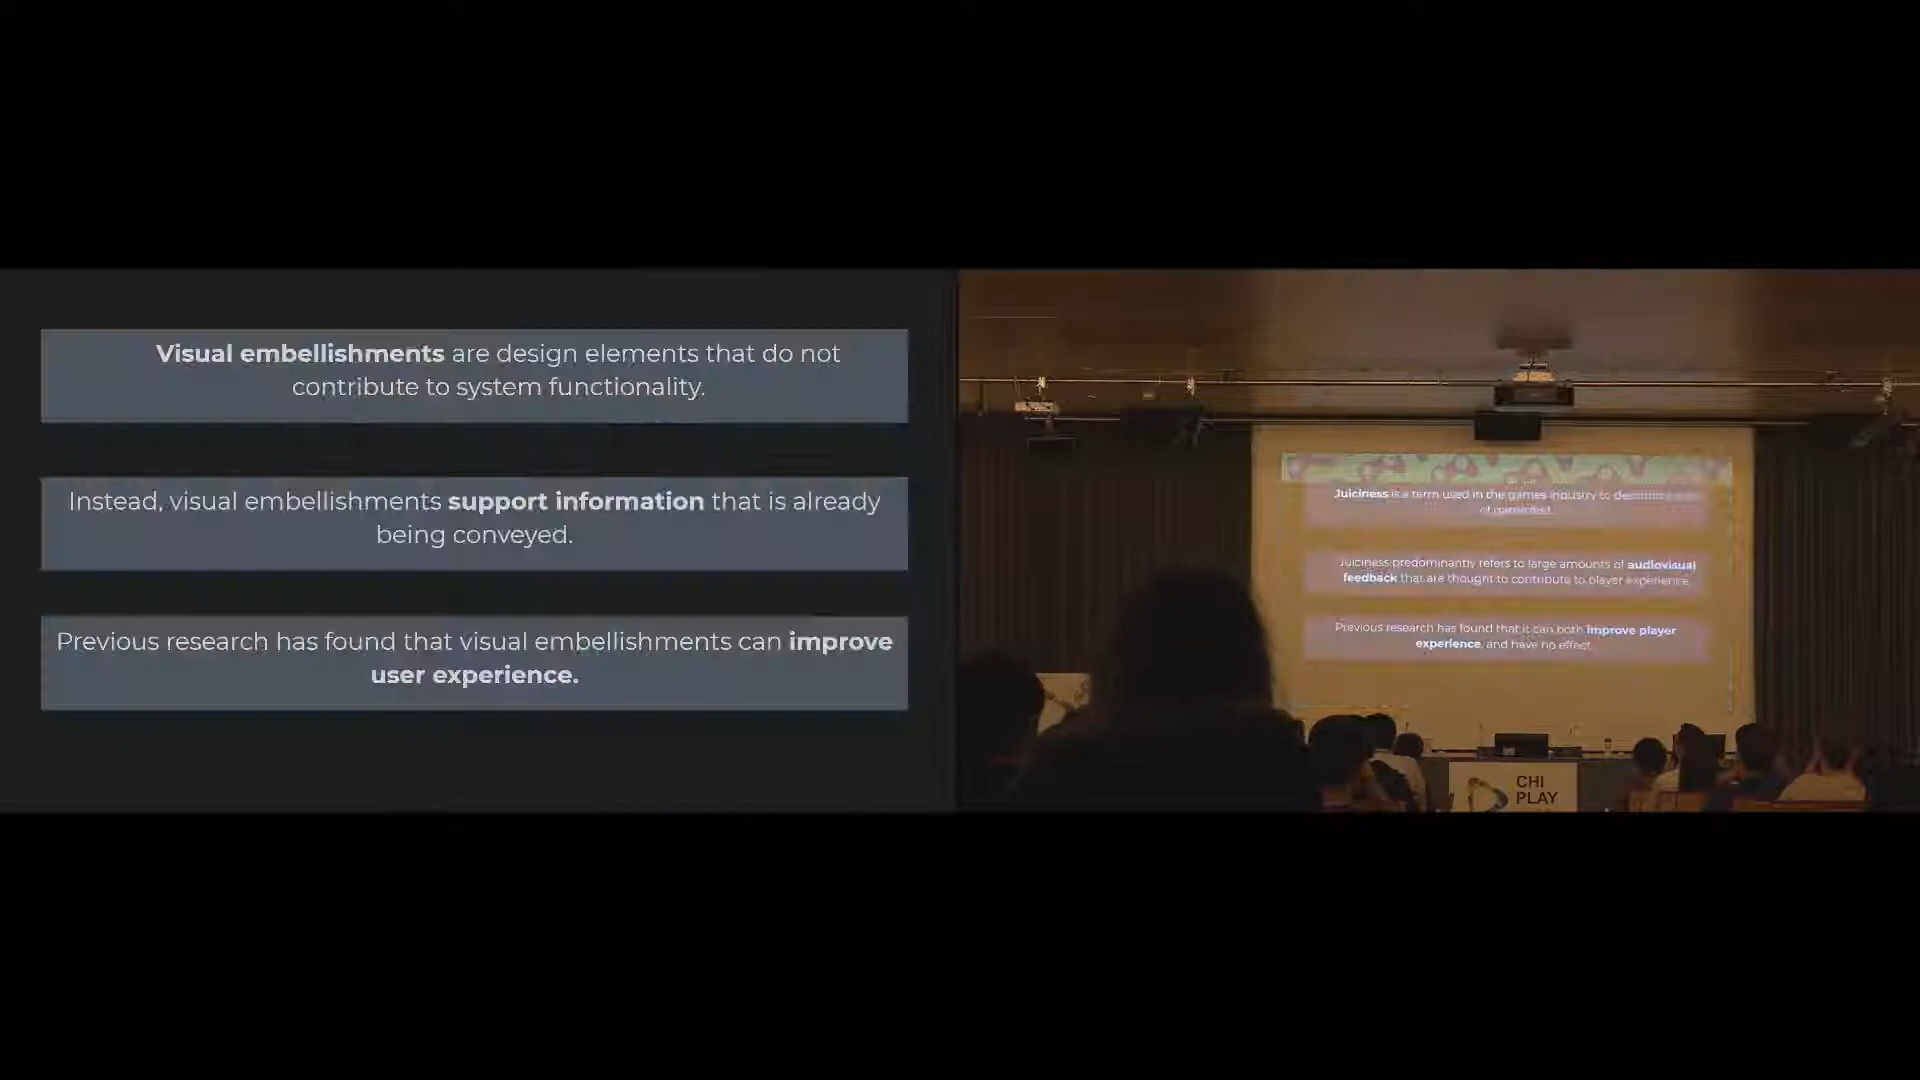 Visual embellishments are design elements that do not
contribute to system functionality.
Instead, visual embellishments support information that is already
being conveyed.
Previous research has found that visual embellishments can improve
user experience.
Juiciness is a term used in the games industry to
of game feel
Juiciness predominantly refers to large amounts of audiovisual
feedback that are thought to contribute to player experience.
Previous research has found that it can both improve player
experience, and have no effect.
CHI
PLAY